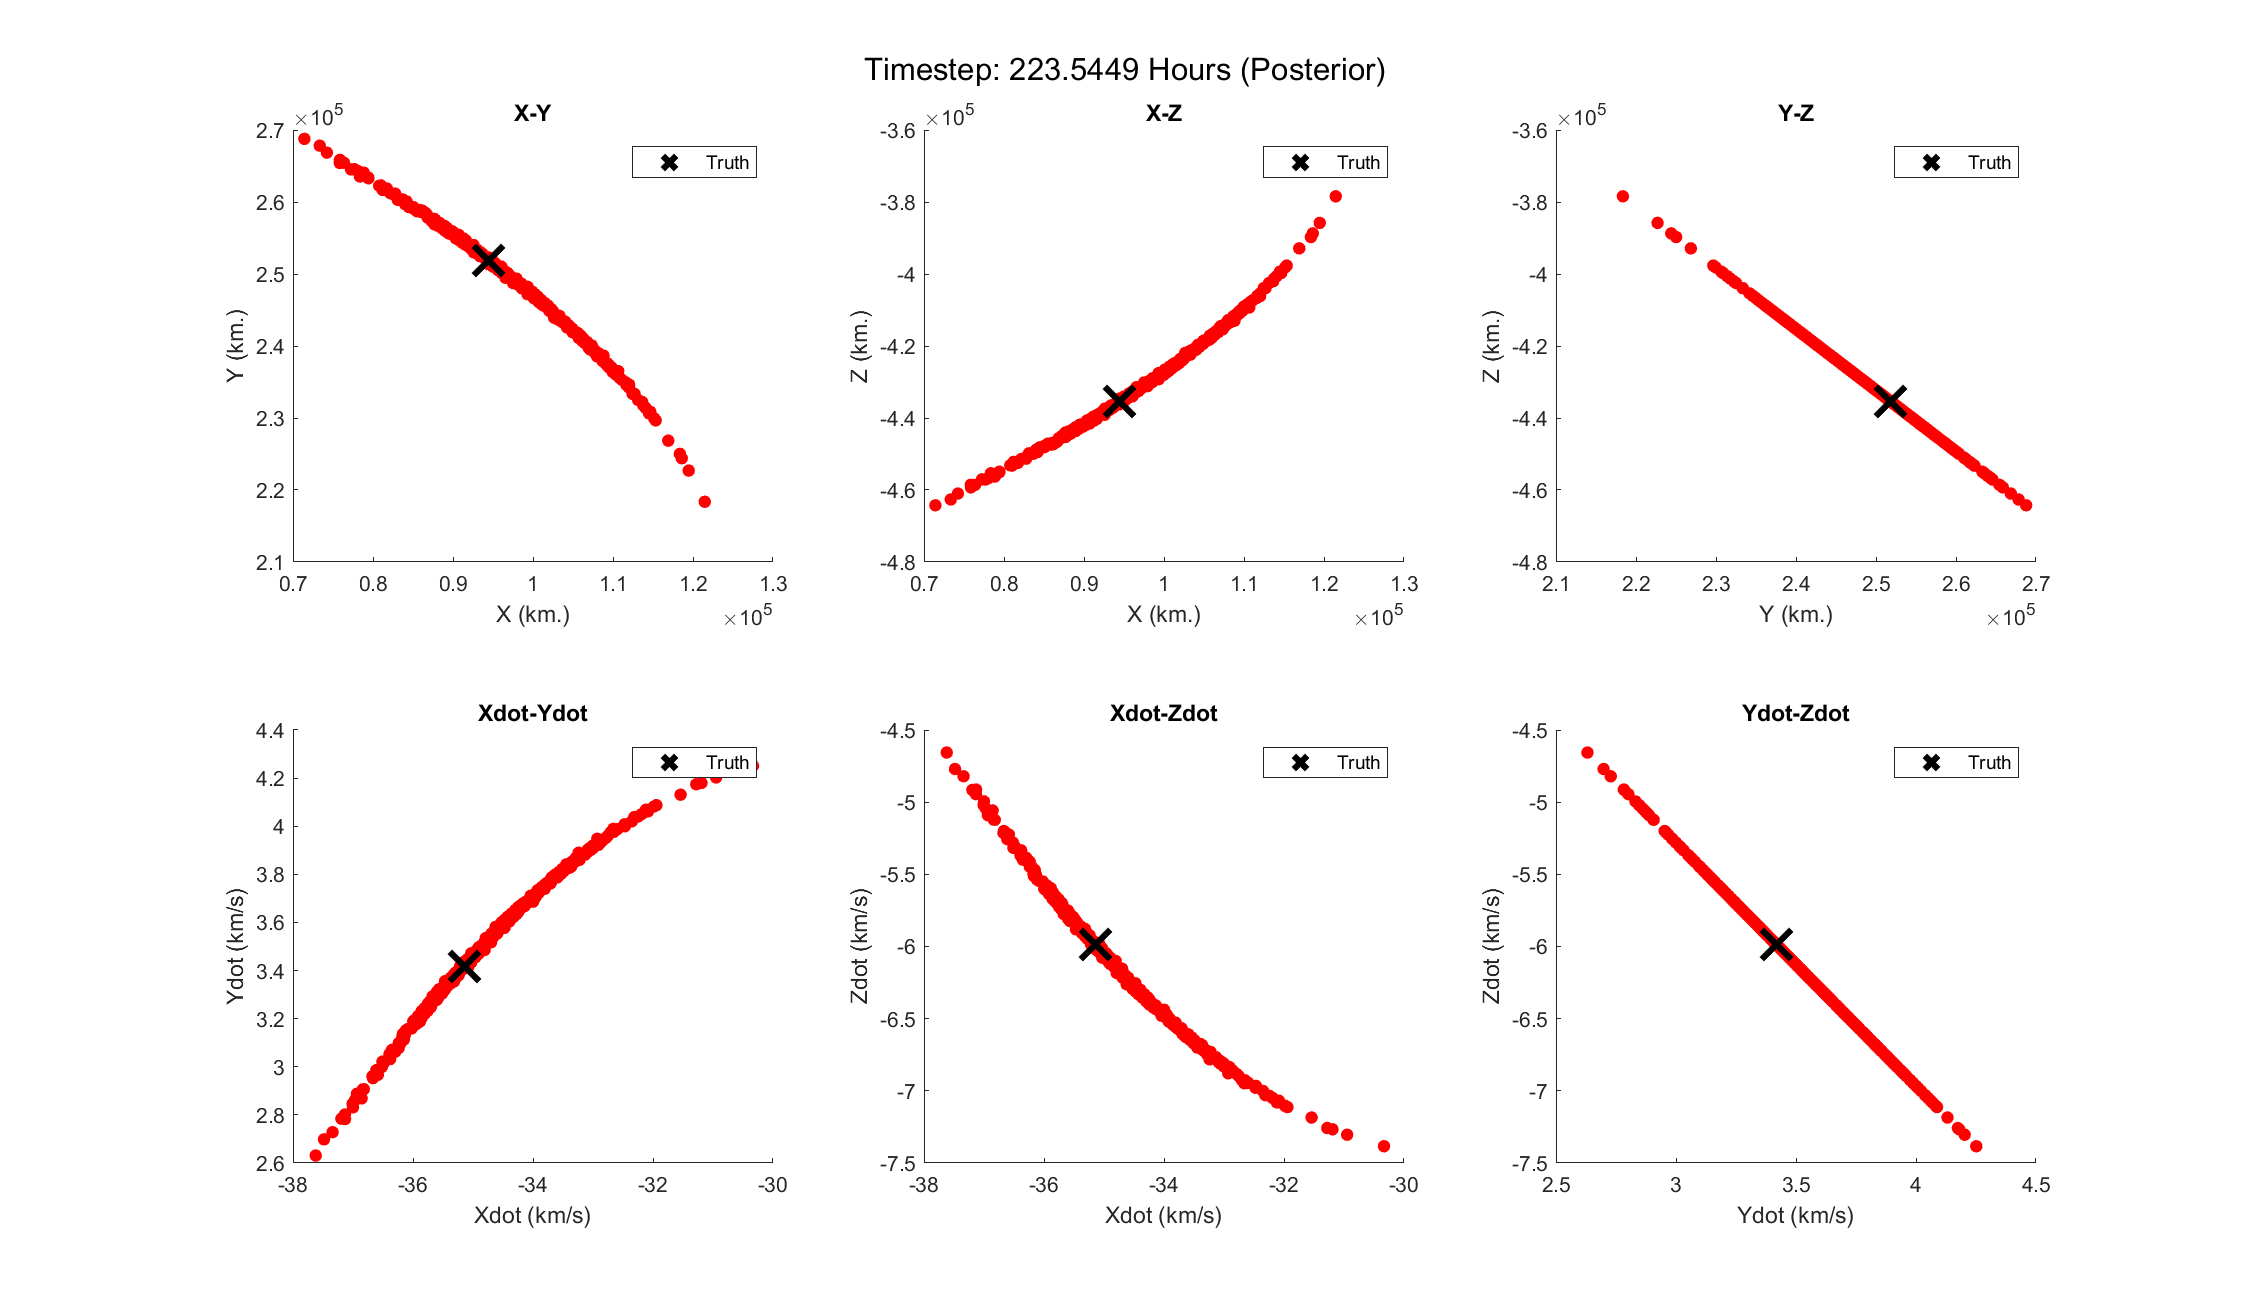 Timestep: 223.5449 Hours (Posterior)
X-Y
×10^5
2.7
2.6
2.5
2.4
2.3
2.2
2.1
Y (km.)
0.7 0.8 0.9 1 1.1 1.2 1.3
X (km.)
×10^5
Truth
X-Z
×10^5
-3.6
-3.8
-4
-4.2
-4.4
-4.6
-4.8
Z (km.)
0.7 0.8 0.9 1 1.1 1.2 1.3
X (km.)
×10^5
Truth
Y-Z
×10^5
-3.6
-3.8
-4
-4.2
-4.4
-4.6
-4.8
Z (km.)
2.1 2.2 2.3 2.4 2.5 2.6 2.7
Y (km.)
×10^5
Truth
Xdot-Ydot
4.4
4.2
4
3.8
3.6
3.4
3.2
3
2.8
2.6
Ydot (km/s)
-38 -36 -34 -32 -30
Xdot (km/s)
Truth
Xdot-Zdot
-4.5
-5
-5.5
-6
-6.5
-7
-7.5
Zdot (km/s)
-38 -36 -34 -32 -30
Xdot (km/s)
Truth
Ydot-Zdot
-4.5
-5
-5.5
-6
-6.5
-7
-7.5
Zdot (km/s)
2.5 3 3.5 4 4.5
Ydot (km/s)
Truth